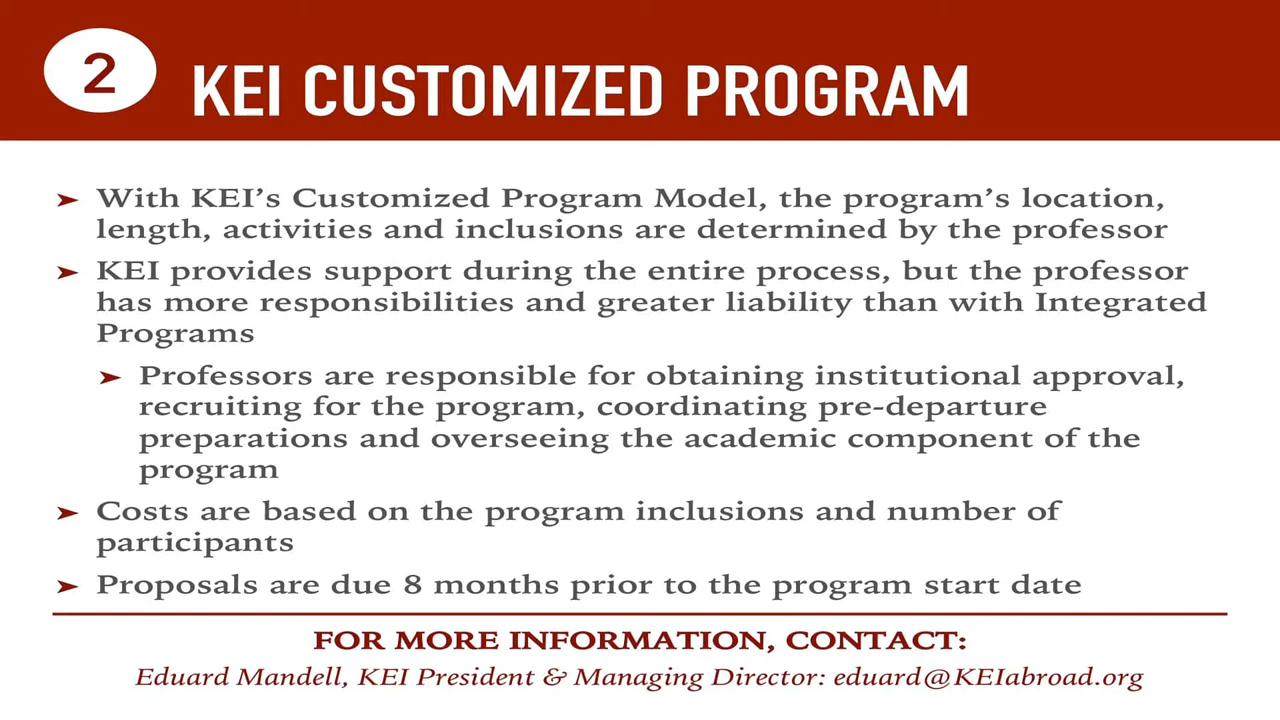 2
KEI CUSTOMIZED PROGRAM
➤ With KEI’s Customized Program Model, the program’s location,
length, activities and inclusions are determined by the professor
➤ KEI provides support during the entire process, but the professor
has more responsibilities and greater liability than with Integrated
Programs
➤ Professors are responsible for obtaining institutional approval,
recruiting for the program, coordinating pre-departure
preparations and overseeing the academic component of the
program
➤ Costs are based on the program inclusions and number of
participants
➤ Proposals are due 8 months prior to the program start date
FOR MORE INFORMATION, CONTACT:
Eduard Mandell, KEI President & Managing Director: eduard@KEIabroad.org